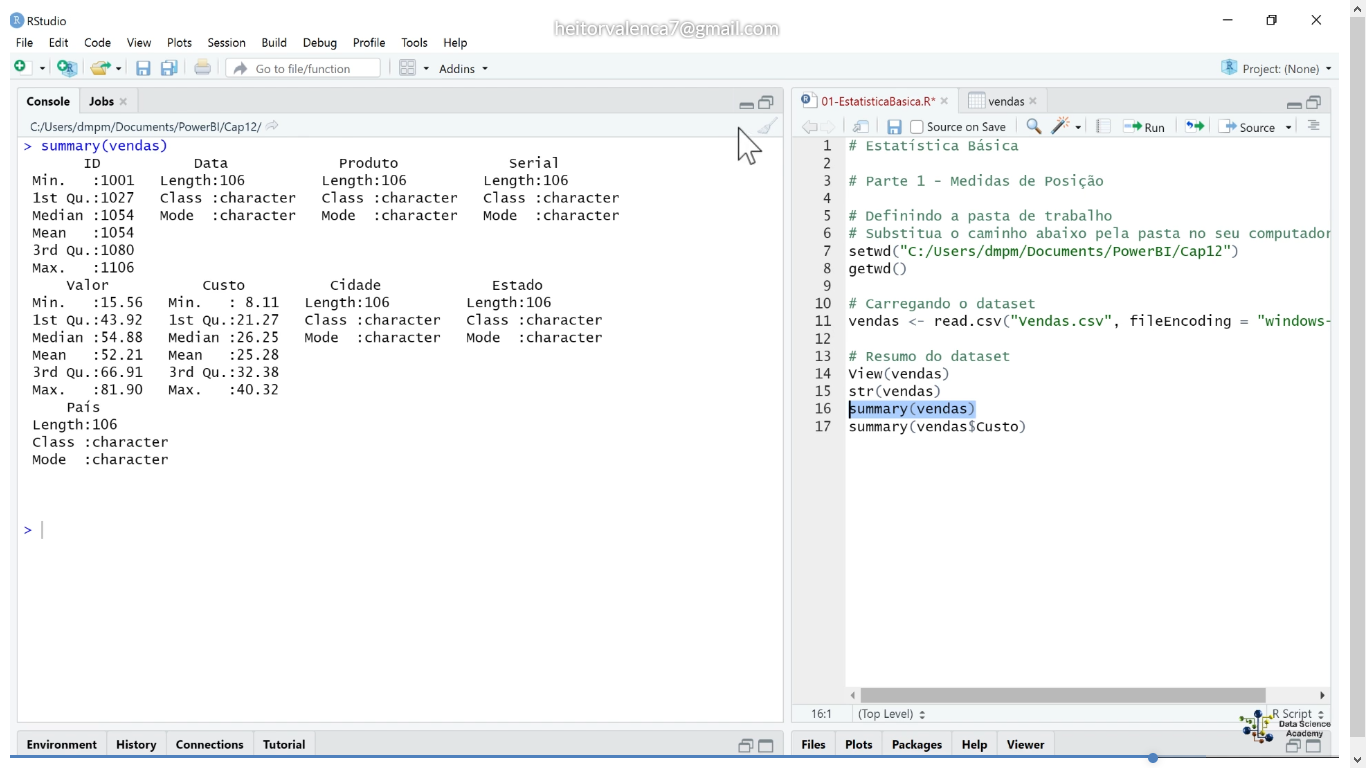 RStudio
heitorvalenca7@gmail.com
File Edit Code View Plots Session Build Debug Profile Tools Help
Go to file/function Addins Project: (None)
Console Jobs
C:/Users/dmpm/Documents/PowerBI/Cap12/
> summary(vendas)
ID Data Produto Serial
Min. :1001 Length:106 Length:106 Length:106
1st Qu.:1027 Class :character Class :character Class :character
Median :1054 Mode :character Mode :character Mode :character
Mean :1054
3rd Qu.:1080
Max. :1106
Valor Custo Cidade Estado
Min. :15.56 Min. : 8.11 Length:106 Length:106
1st Qu.:43.92 1st Qu.:21.27 Class :character Class :character
Median :54.88 Median :26.25 Mode :character Mode :character
Mean :52.21 Mean :25.28
3rd Qu.:66.91 3rd Qu.:32.38
Max. :81.90 Max. :40.32
País
Length:106
Class :character
Mode :character
>
Environment History Connections Tutorial
01-EstatisticaBasica.R* vendas
Source on Save Run Source
1 # Estatística Básica
2
3 # Parte 1 - Medidas de Posição
4
5 # Definindo a pasta de trabalho
6 # Substitua o caminho abaixo pela pasta no seu computador
7 setwd("C:/Users/dmpm/Documents/PowerBI/Cap12")
8 getwd()
9
10 # Carregando o dataset
11 vendas <- read.csv("Vendas.csv", fileEncoding = "windows-
12
13 # Resumo do dataset
14 View(vendas)
15 str(vendas)
16 summary(vendas)
17 summary(vendas$Custo)
16:1 (Top Level) R Script
Data Science
Academy
Files Plots Packages Help Viewer